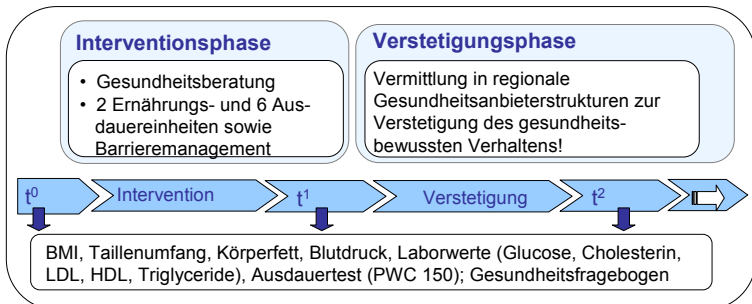 Interventionsphase
• Gesundheitsberatung
• 2 Ernährungs- und 6 Aus-
dauereinheiten sowie
Barrieremanagement
Verstetigungsphase
Vermittlung in regionale
Gesundheitsanbieterstrukturen zur
Verstetigung des gesundheits-
bewussten Verhaltens!
t⁰ Intervention t¹ Verstetigung t²
BMI, Taillenumfang, Körperfett, Blutdruck, Laborwerte (Glucose, Cholesterin,
LDL, HDL, Triglyceride), Ausdauertest (PWC 150); Gesundheitsfragebogen